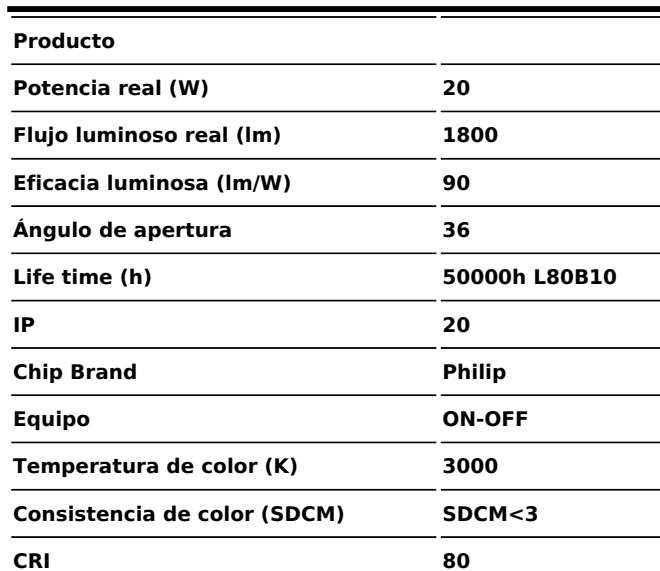 Producto
Potencia real (W) 20
Flujo luminoso real (lm) 1800
Eficacia luminosa (lm/W) 90
Ángulo de apertura 36
Life time (h) 50000h L80B10
IP 20
Chip Brand Philip
Equipo ON-OFF
Temperatura de color (K) 3000
Consistencia de color (SDCM) SDCM<3
CRI 80